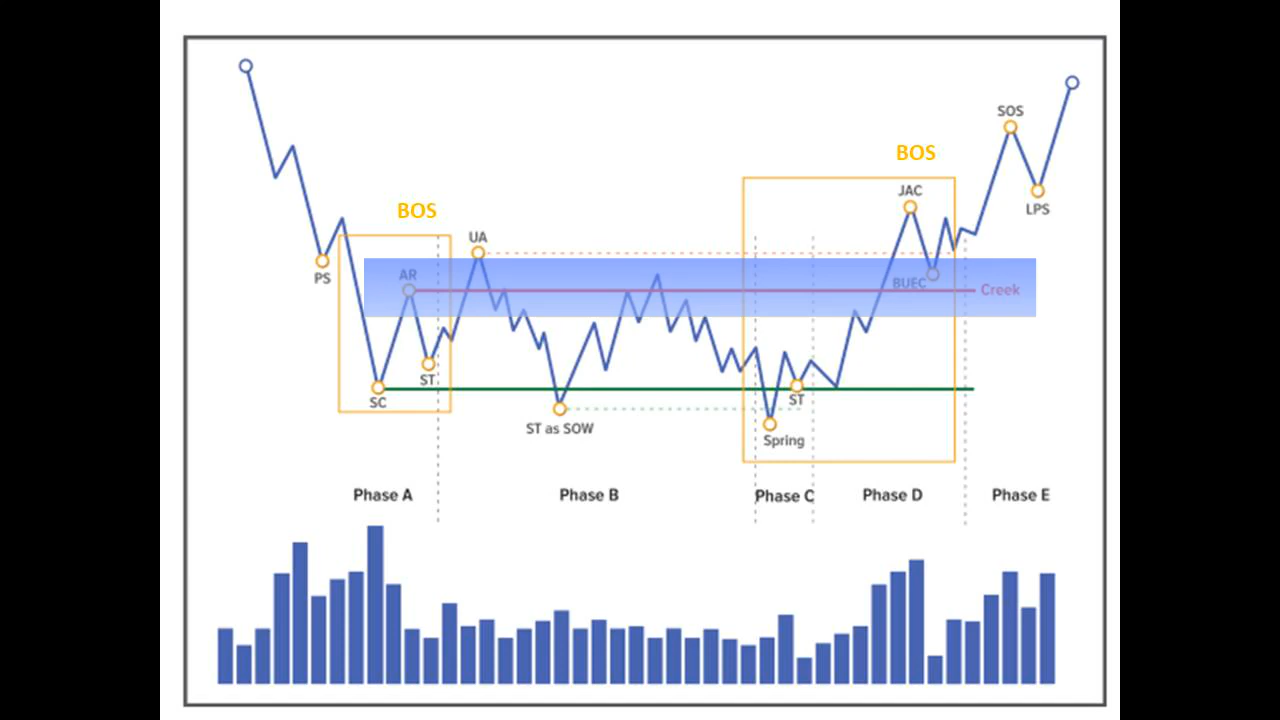 SOS
BOS
JAC
BOS
LPS
UA
PS
AR
BUEC
Creek
ST
SC
ST
ST as SOW
Spring
Phase A
Phase B
Phase C
Phase D
Phase E